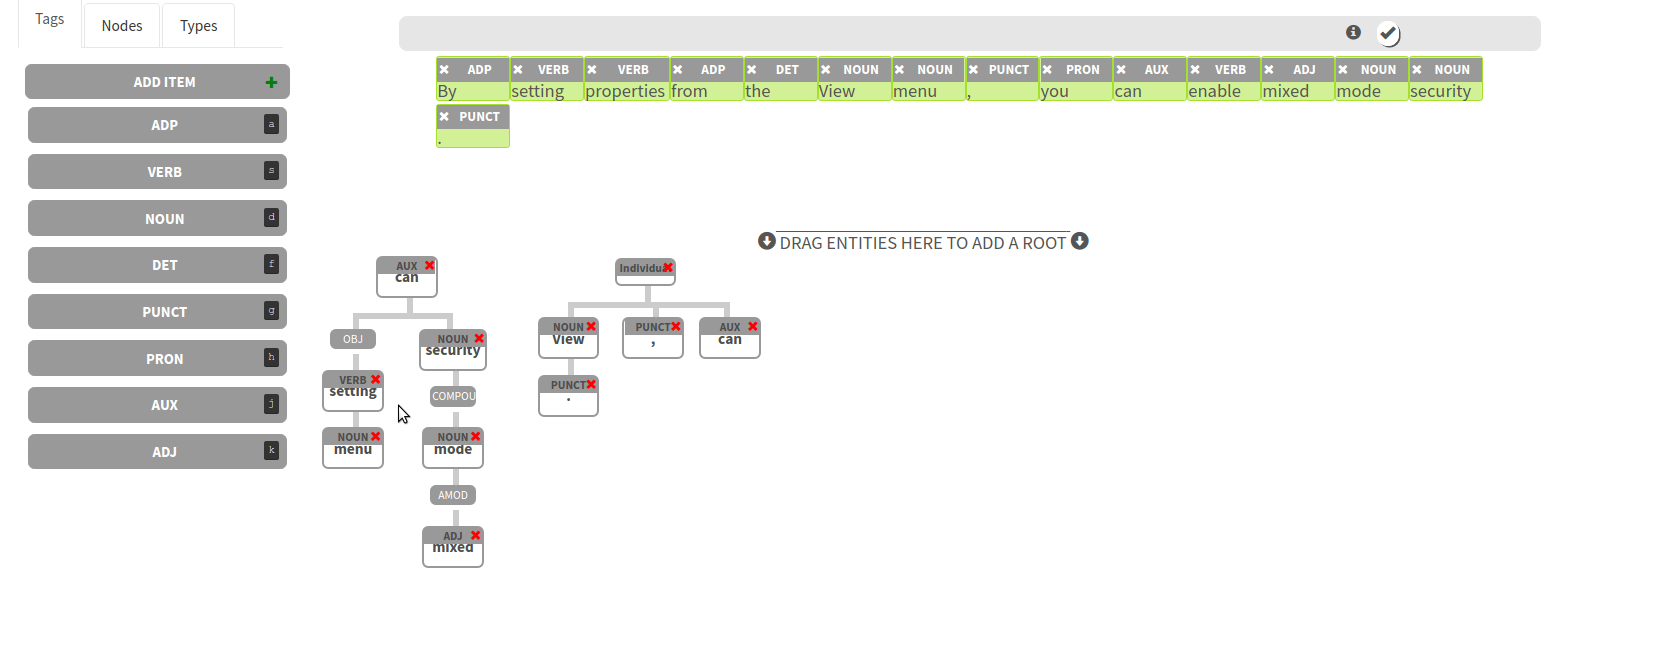 Tags Nodes Types
ADD ITEM
ADP a
VERB s
NOUN d
DET f
PUNCT g
PRON h
AUX j
ADJ k
ADP VERB VERB ADP DET NOUN NOUN PUNCT PRON AUX VERB ADJ NOUN NOUN
By setting properties from the View menu , you can enable mixed mode security
PUNCT
.
DRAG ENTITIES HERE TO ADD A ROOT
AUX
can
OBJ
NOUN
security
VERB
setting
COMPOU
NOUN
menu
NOUN
mode
AMOD
ADJ
mixed
Individu
NOUN
View
PUNCT
,
AUX
can
PUNCT
.